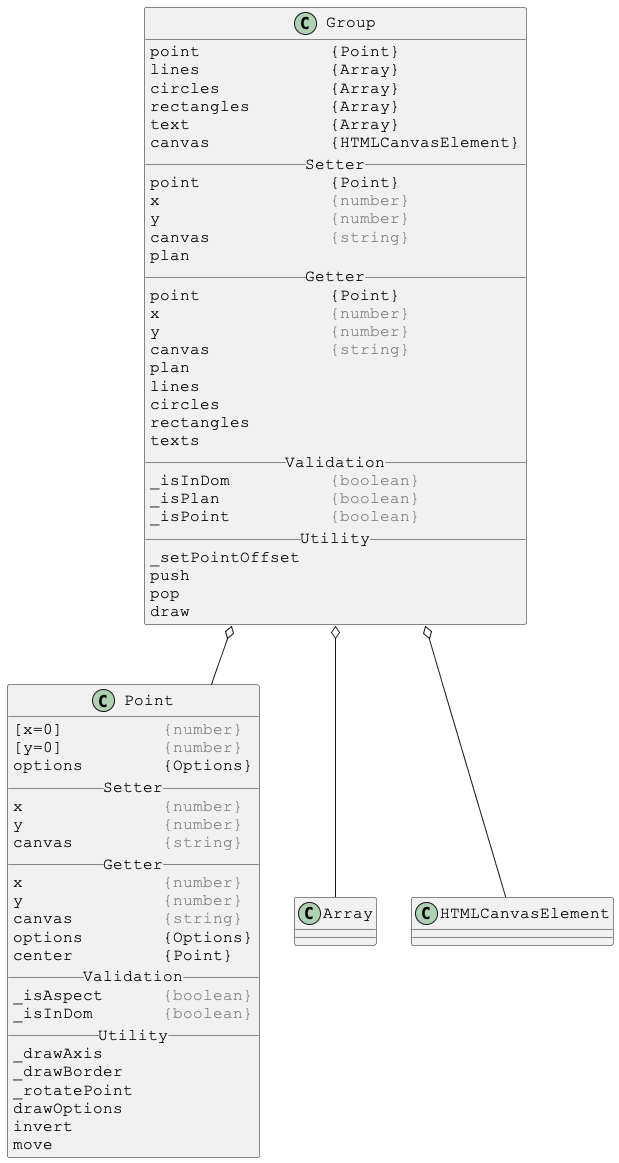 C Group
point {Point}
lines {Array}
circles {Array}
rectangles {Array}
text {Array}
canvas {HTMLCanvasElement}
Setter
point {Point}
x {number}
y {number}
canvas {string}
plan
Getter
point {Point}
x {number}
y {number}
canvas {string}
plan
lines
circles
rectangles
texts
Validation
_isInDom {boolean}
_isPlan {boolean}
_isPoint {boolean}
Utility
_setPointOffset
push
pop
draw
C Point
[x=0] {number}
[y=0] {number}
options {Options}
Setter
x {number}
y {number}
canvas {string}
Getter
x {number}
y {number}
canvas {string}
options {Options}
center {Point}
Validation
_isAspect {boolean}
_isInDom {boolean}
Utility
_drawAxis
_drawBorder
_rotatePoint
drawOptions
invert
move
C Array
C HTMLCanvasElement